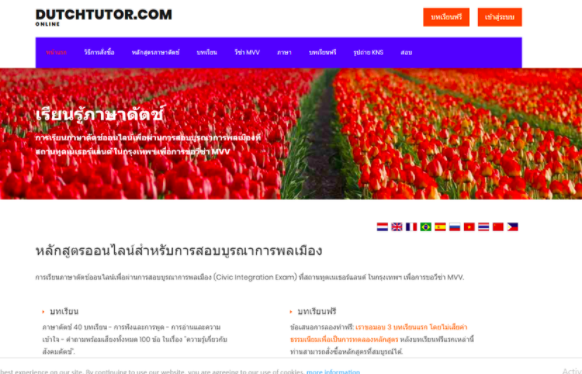 DUTCHTUTOR.COM
ONLINE
บทเรียนฟรี เข้าสู่ระบบ
หน้าแรก วิธีการสั่งซื้อ หลักสูตรภาษาดัตช์ บทเรียน วีซ่า MVV ภาษา บทเรียนฟรี รูปถ่าย KNS สอบ
เรียนรู้ภาษาดัตช์
การเรียนภาษาดัตช์ออนไลน์เพื่อผ่านการสอบบูรณาการพลเมืองที่
สถานทูตเนเธอร์แลนด์ ในกรุงเทพฯ เพื่อการขอวีซ่า MVV
หลักสูตรออนไลน์สำหรับการสอบบูรณาการพลเมือง
การเรียนภาษาดัตช์ออนไลน์เพื่อผ่านการสอบบูรณาการพลเมือง (Civic Integration Exam) ที่สถานทูตเนเธอร์แลนด์ ในกรุงเทพฯ เพื่อการขอวีซ่า MVV.
บทเรียน
ภาษาดัตช์ 40 บทเรียน - การฟังและการพูด - การอ่านและความ
เข้าใจ - คำถามพร้อมเสียงทั้งหมด 100 ข้อ ในเรื่อง "ความรู้เกี่ยวกับ
สังคมดัตช์".
บทเรียนฟรี
ข้อเสนอการลองทำฟรี: เราขอมอบ 3 บทเรียนแรก โดยไม่เสียค่า
ธรรมเนียมเพื่อเป็นการทดลองหลักสูตร หลังบทเรียนฟรีแรกเหล่านี้
ท่านสามารถสั่งซื้อหลักสูตรที่สมบูรณ์ได้.
best experience on our site. By continuing to use our website, you are agreeing to our use of cookies. more information
Activ